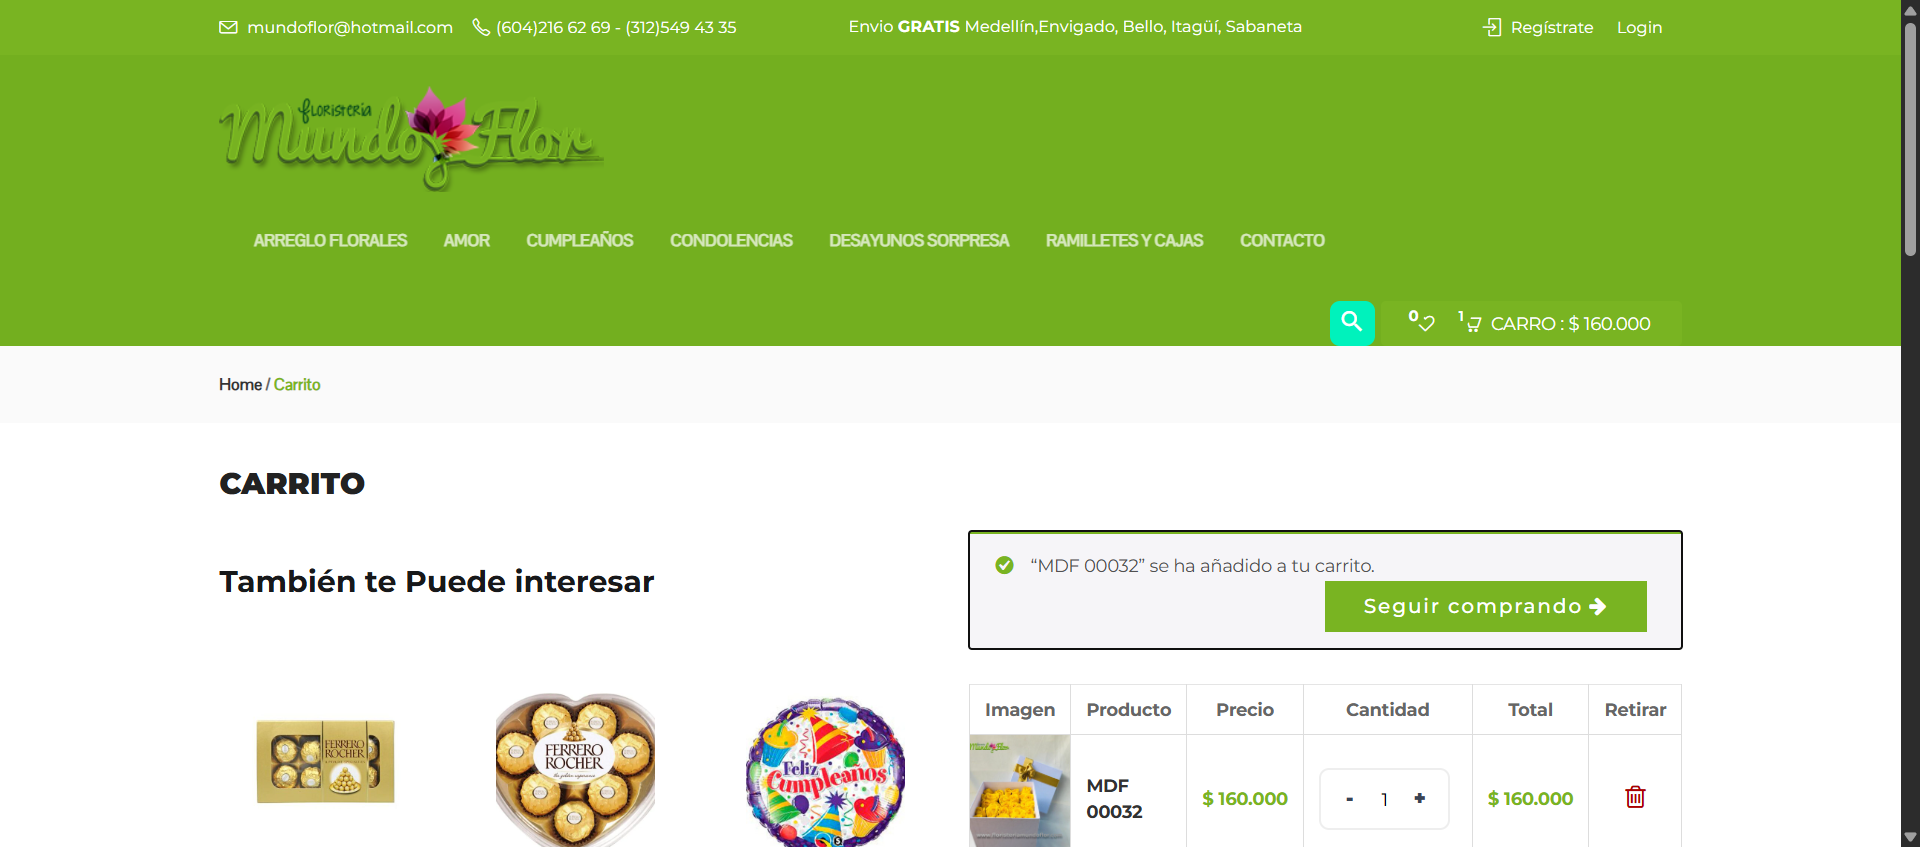 mundoflor@hotmail.com (604)216 62 69 - (312)549 43 35 Envio GRATIS Medellín,Envigado, Bello, Itagüí, Sabaneta Regístrate Login
floristeria
Mundo Flor
ARREGLO FLORALES AMOR CUMPLEAÑOS CONDOLENCIAS DESAYUNOS SORPRESA RAMILLETES Y CAJAS CONTACTO
0 1 CARRO : $ 160.000
Home / Carrito
CARRITO
También te Puede interesar
“MDF 00032” se ha añadido a tu carrito.
Seguir comprando
Imagen Producto Precio Cantidad Total Retirar
MDF 00032 $ 160.000 - 1 + $ 160.000
FERRERO ROCHER
FERRERO ROCHER
Feliz Cumpleaños